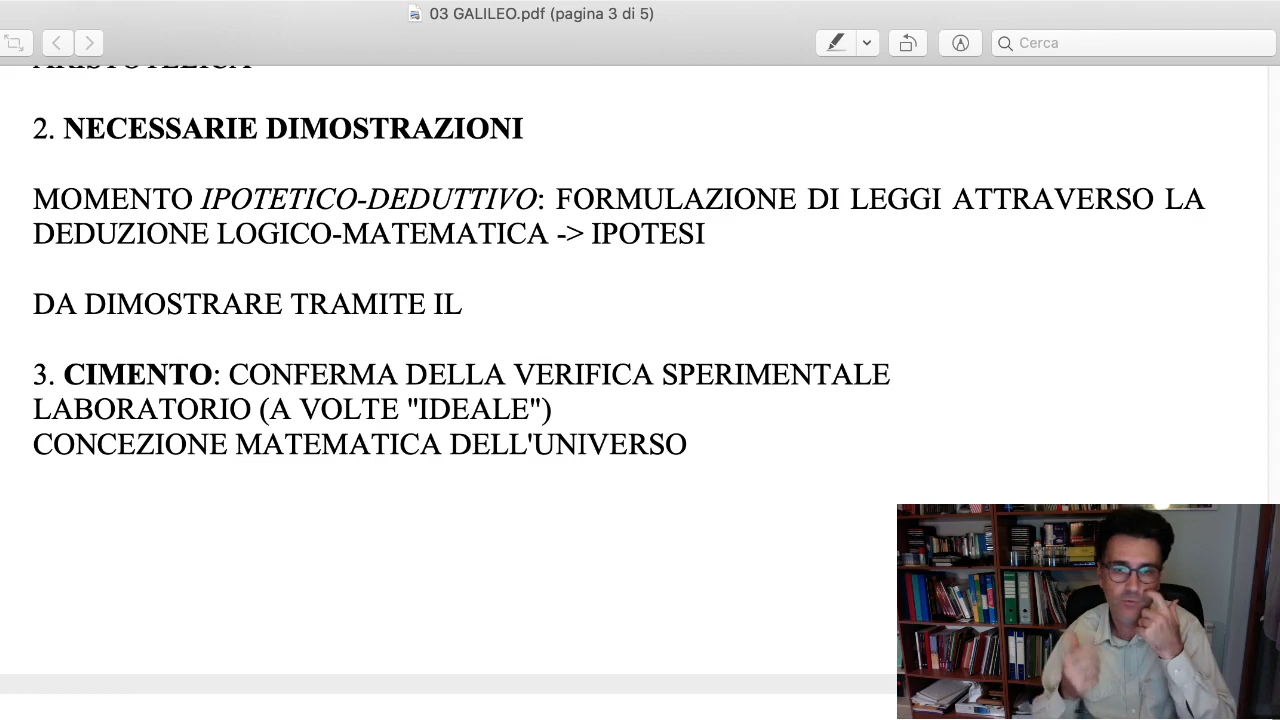 03 GALILEO.pdf (pagina 3 di 5)
Cerca
ARISTOTELICA
2. NECESSARIE DIMOSTRAZIONI
MOMENTO IPOTETICO-DEDUTTIVO: FORMULAZIONE DI LEGGI ATTRAVERSO LA
DEDUZIONE LOGICO-MATEMATICA -> IPOTESI
DA DIMOSTRARE TRAMITE IL
3. CIMENTO: CONFERMA DELLA VERIFICA SPERIMENTALE
LABORATORIO (A VOLTE "IDEALE")
CONCEZIONE MATEMATICA DELL'UNIVERSO